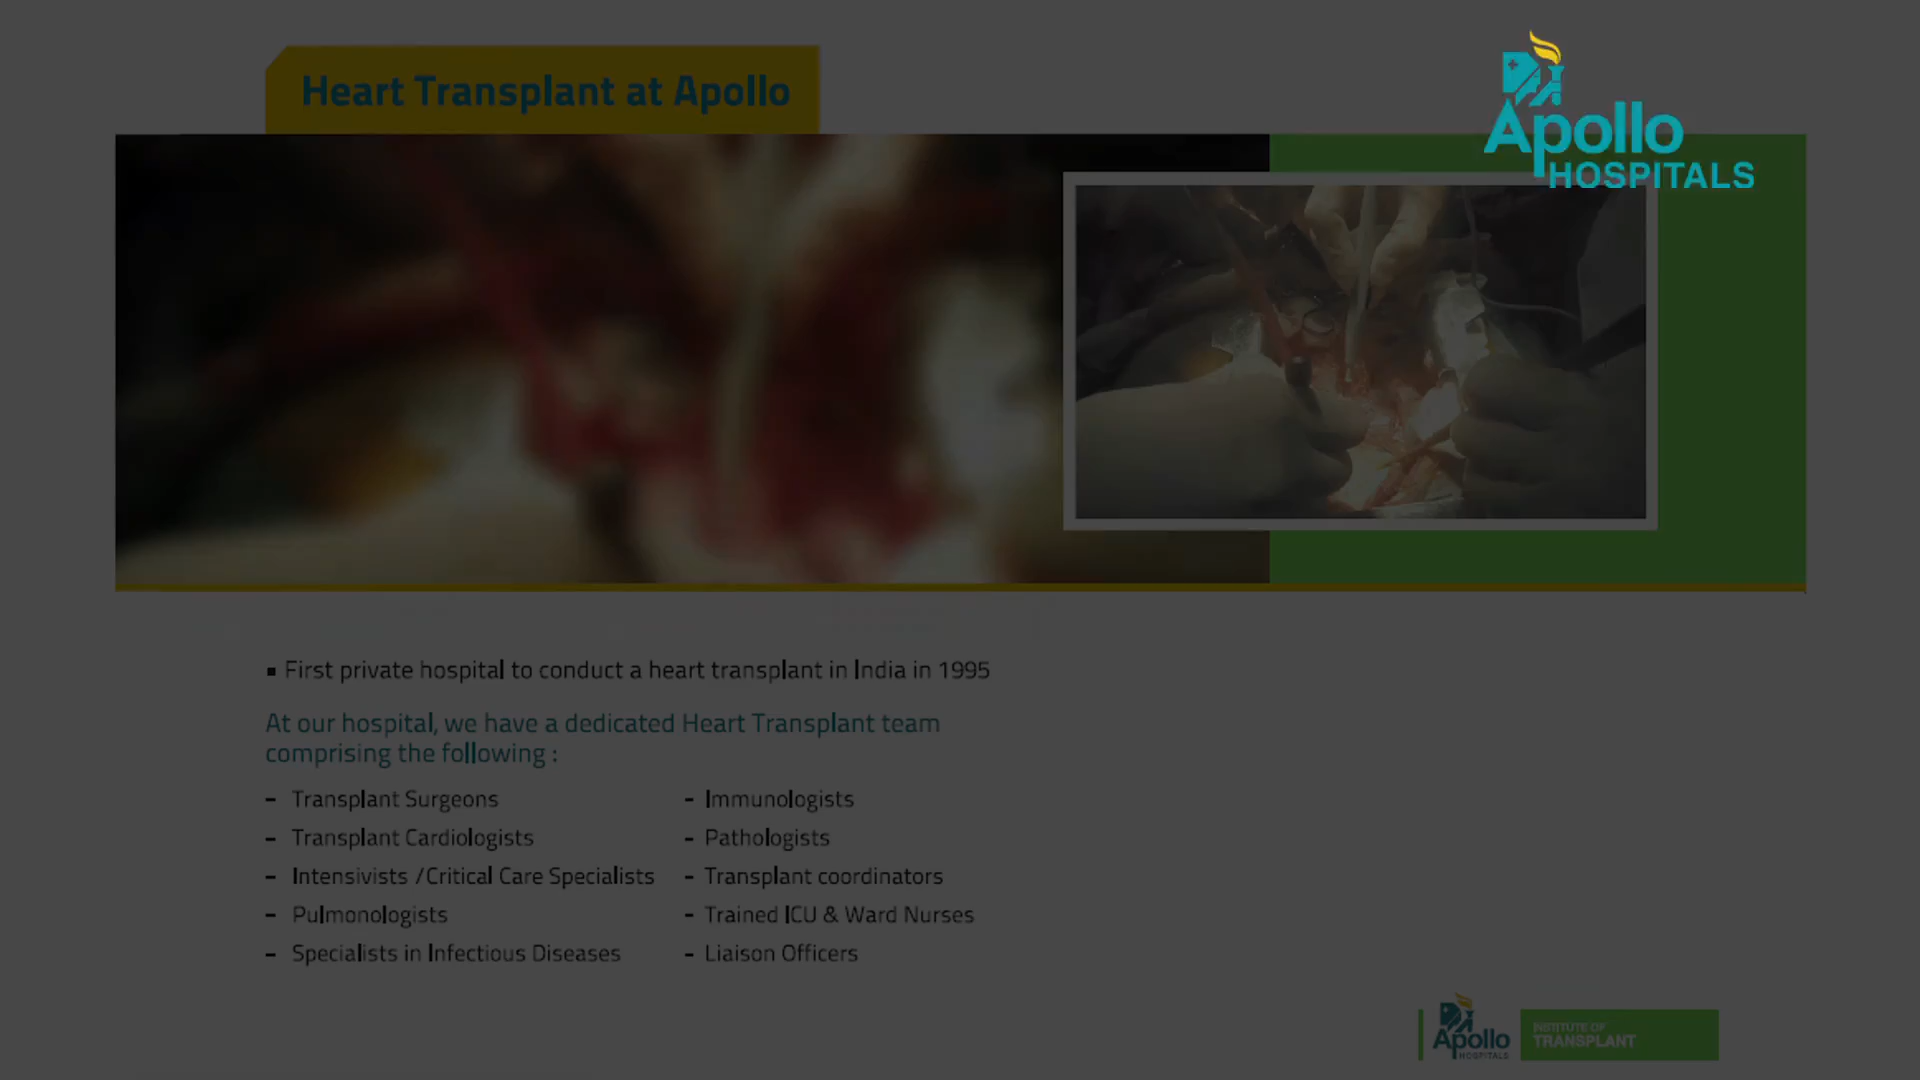 Heart Transplant at Apollo
Apollo
HOSPITALS
▪ First private hospital to conduct a heart transplant in India in 1995
At our hospital, we have a dedicated Heart Transplant team
comprising the following :
- Transplant Surgeons
- Transplant Cardiologists
- Intensivists /Critical Care Specialists
- Pulmonologists
- Specialists in Infectious Diseases
- Immunologists
- Pathologists
- Transplant coordinators
- Trained ICU & Ward Nurses
- Liaison Officers
Apollo
HOSPITALS
INSTITUTE OF
TRANSPLANT